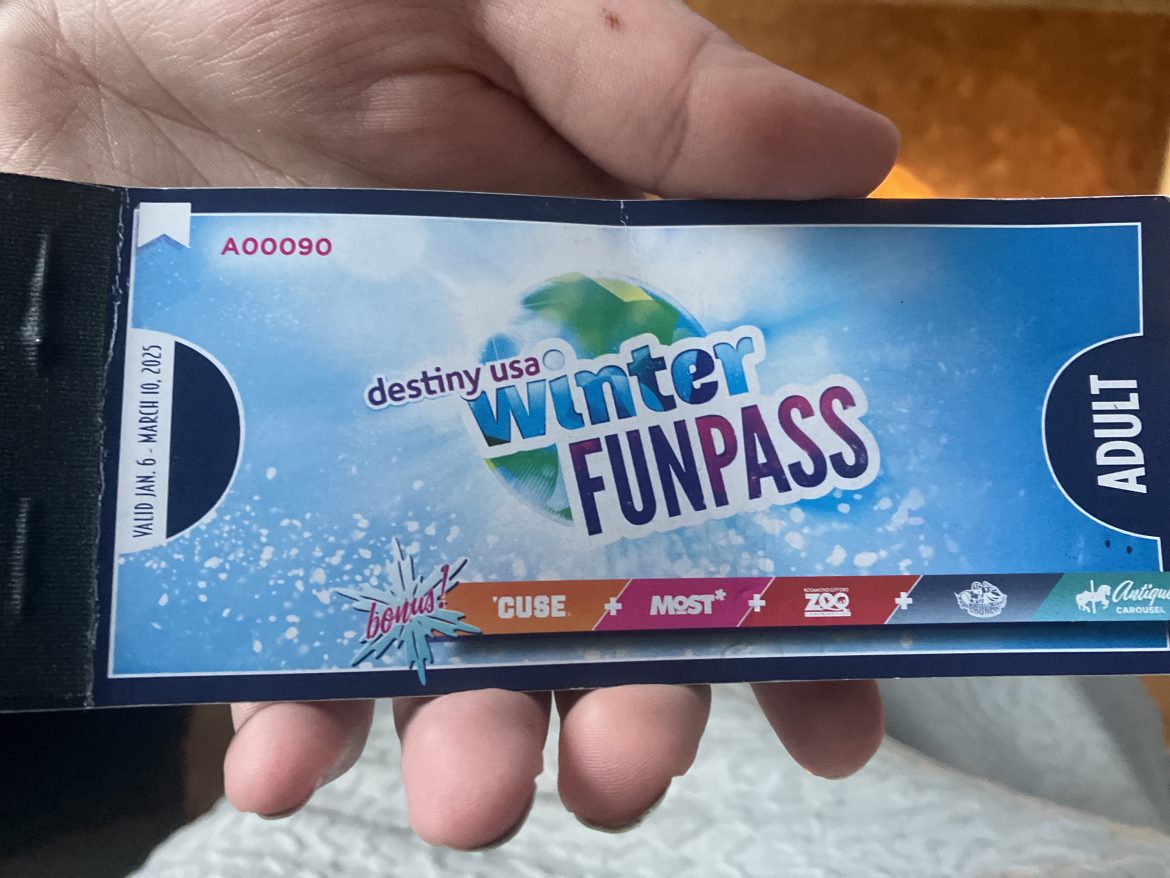 A00090
destiny usa
winter
FUNPASS
VALID JAN. 6 - MARCH 10, 2025
ADULT
bonus!
'CUSE + MOST* + ZOO + Antique
CAROUSEL